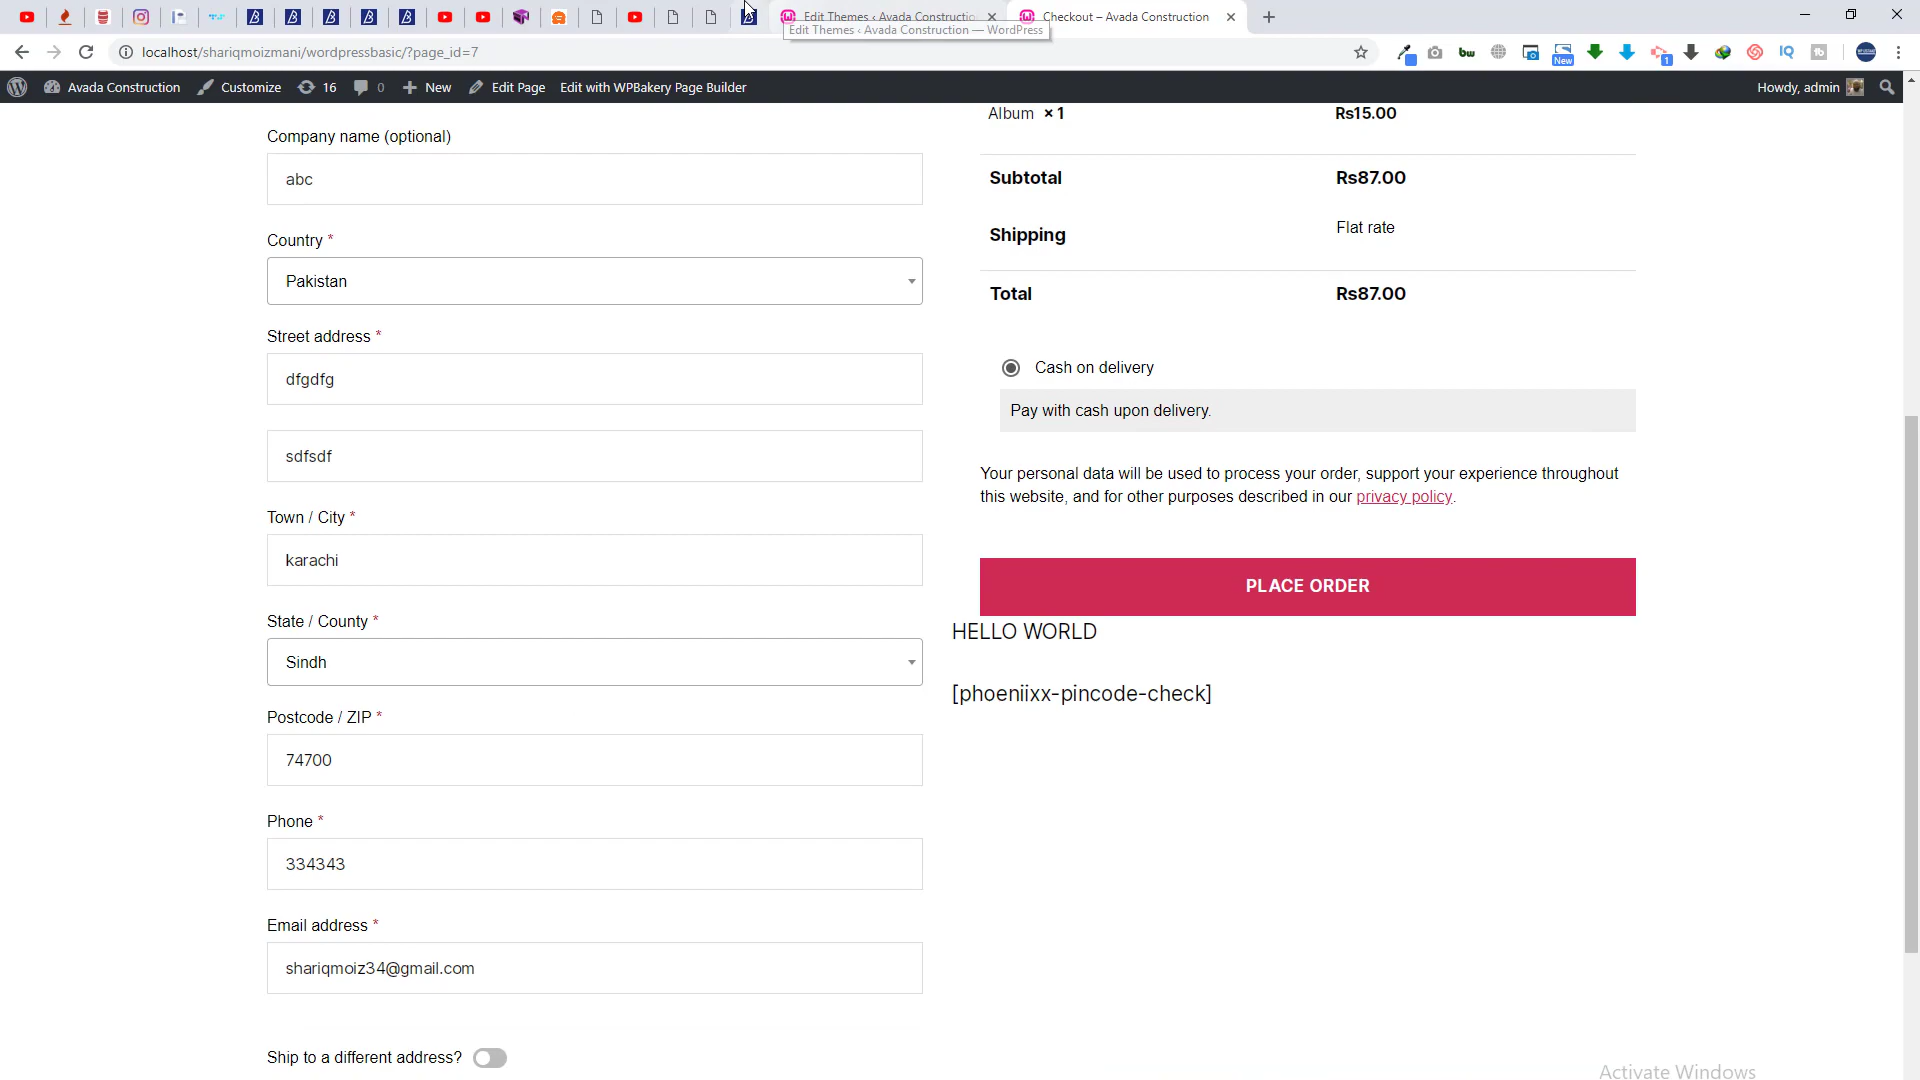 Edit Themes ‹ Avada Constructio
Checkout – Avada Construction
Edit Themes ‹ Avada Construction — WordPress
localhost/shariqmoizmani/wordpressbasic/?page_id=7
New
1
Avada Construction
Customize
16
0
New
Edit Page
Edit with WPBakery Page Builder
Howdy, admin
Album × 1
Rs15.00
Company name (optional)
abc
Subtotal
Rs87.00
Shipping
Flat rate
Country *
Pakistan
Total
Rs87.00
Street address *
dfgdfg
sdfsdf
Cash on delivery
Pay with cash upon delivery.
Your personal data will be used to process your order, support your experience throughout
this website, and for other purposes described in our privacy policy.
Town / City *
karachi
PLACE ORDER
HELLO WORLD
[phoeniixx-pincode-check]
State / County *
Sindh
Postcode / ZIP *
74700
Phone *
334343
Email address *
shariqmoiz34@gmail.com
Ship to a different address?
Activate Windows